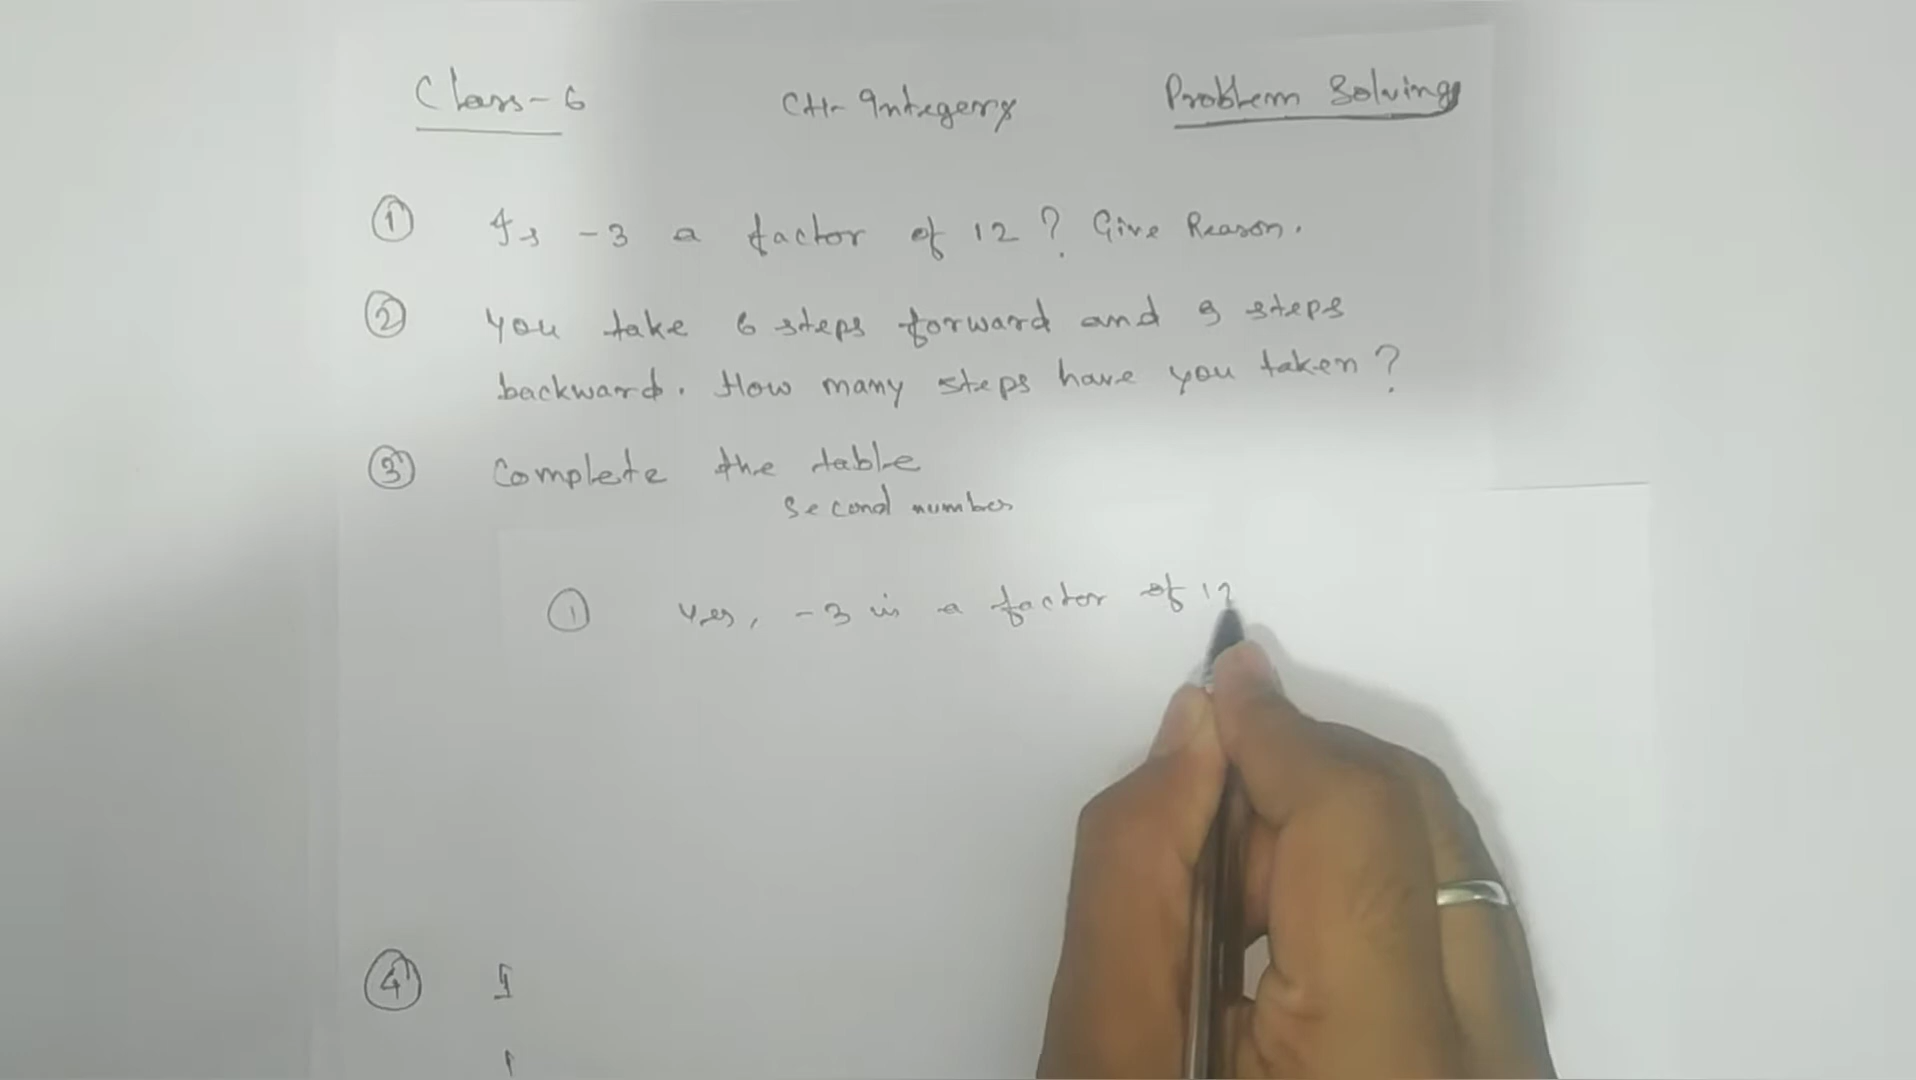 Class-6 CH- Integers Problem Solving
① Is -3 a factor of 12? Give Reason.
② You take 6 steps forward and 9 steps
backward. How many steps have you taken?
③ Complete the table
Second number
① Yes, -3 is a factor of 12
④ I